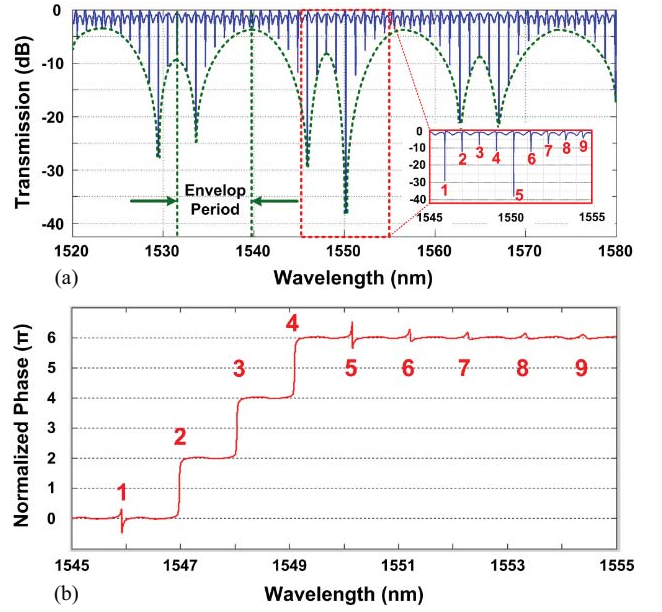 0
-10
-20
-30
-40
Transmission (dB)
Envelop
Period
0
-10
-20
-30
-40
1 2 3 4 5 6 7 8 9
1545 1550 1555
1520 1530 1540 1550 1560 1570 1580
(a) Wavelength (nm)
Normalized Phase (π)
6
5
4
3
2
1
0
1 2 3 4 5 6 7 8 9
1545 1547 1549 1551 1553 1555
(b) Wavelength (nm)